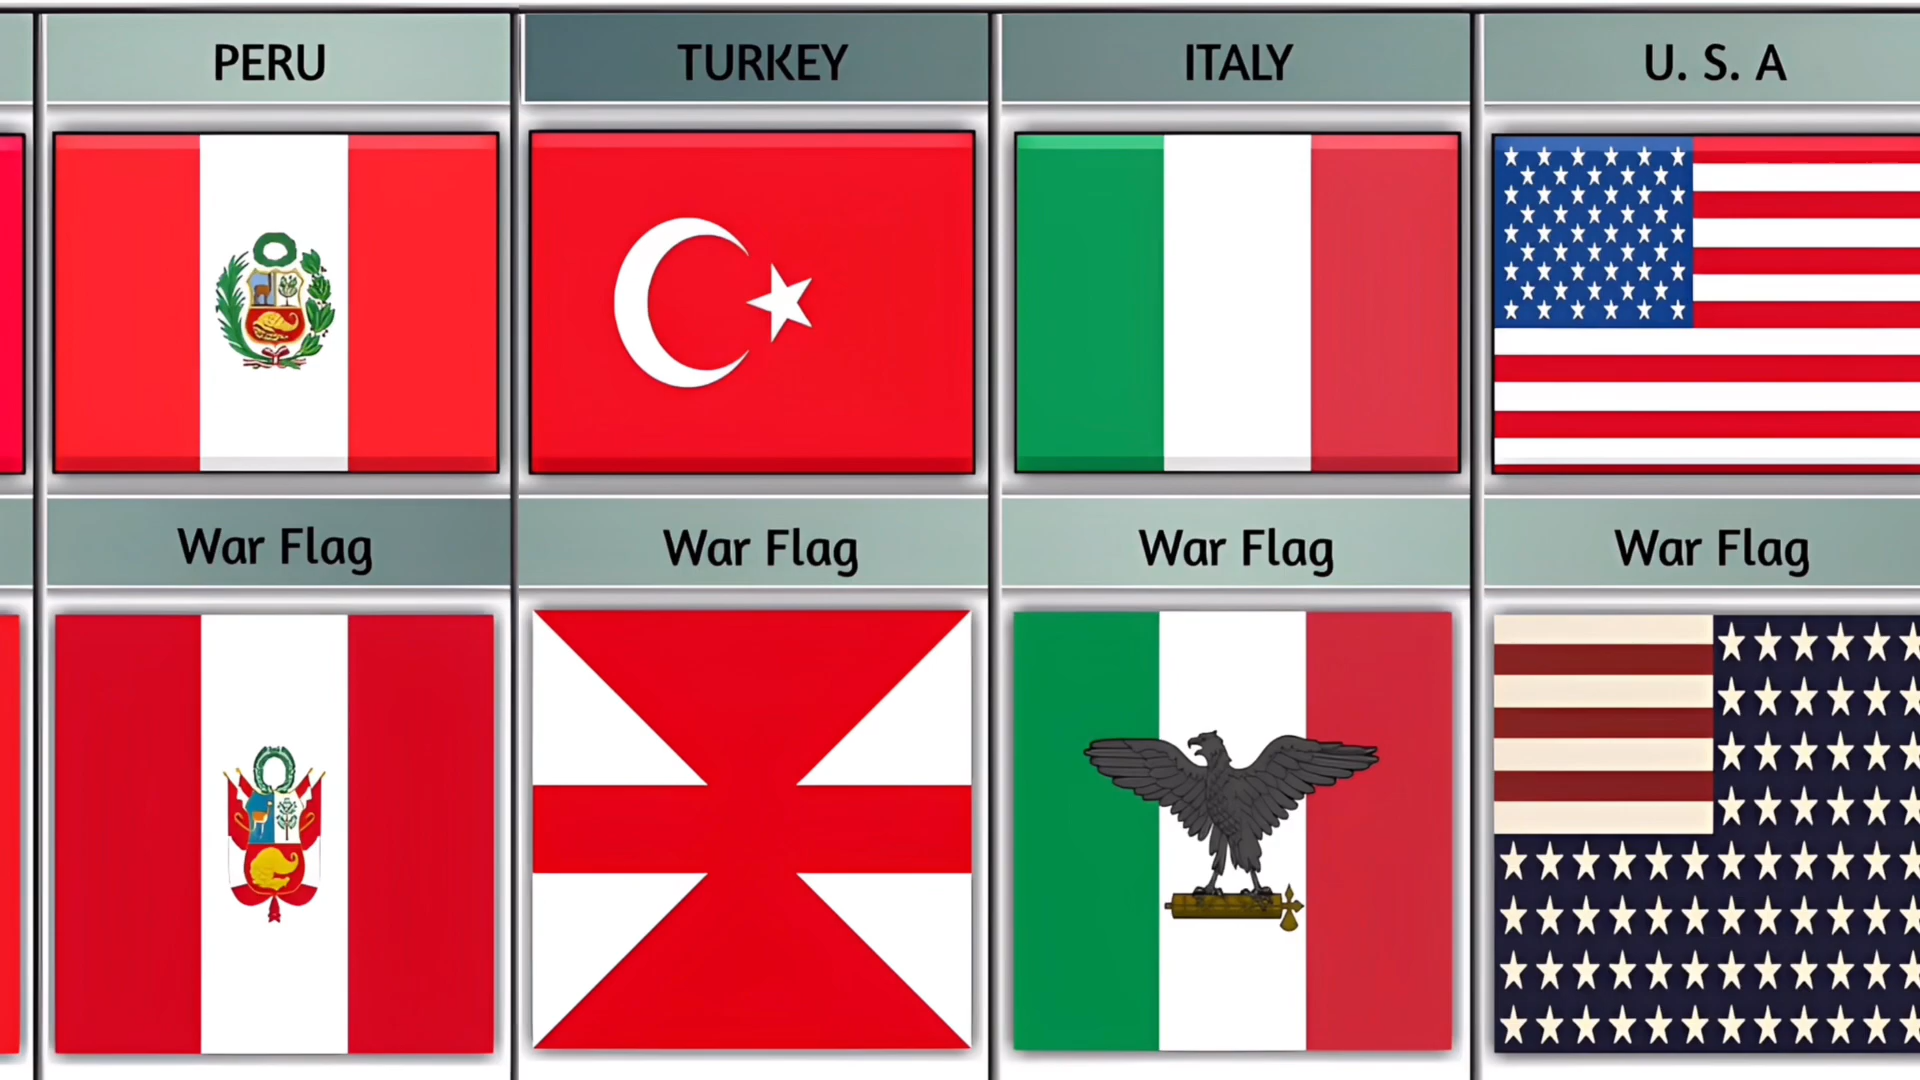 PERU
TURKEY
ITALY
U. S. A
War Flag
War Flag
War Flag
War Flag